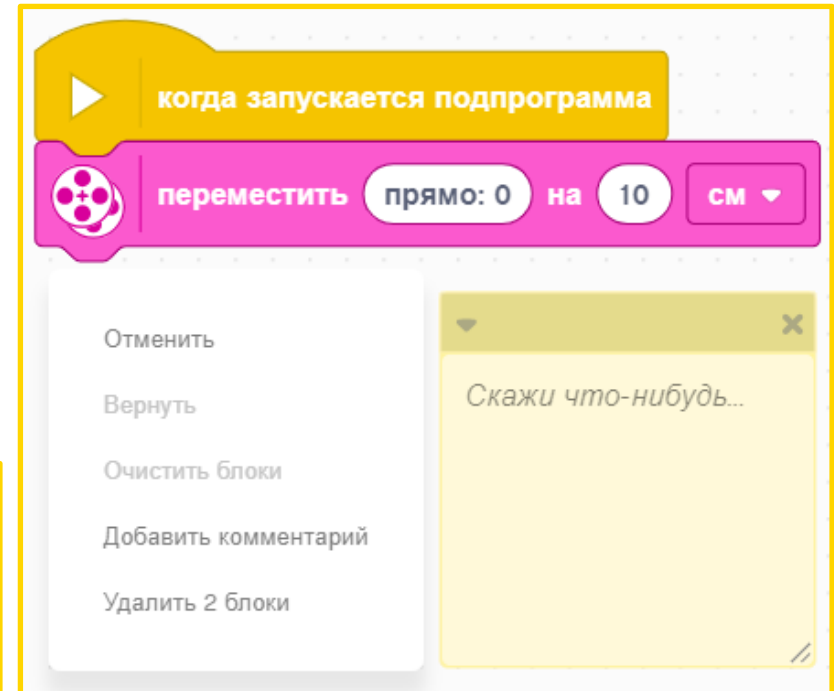 когда запускается подпрограмма
переместить прямо: 0 на 10 см
Отменить
Вернуть
Очистить блоки
Добавить комментарий
Удалить 2 блоки
Скажи что-нибудь...